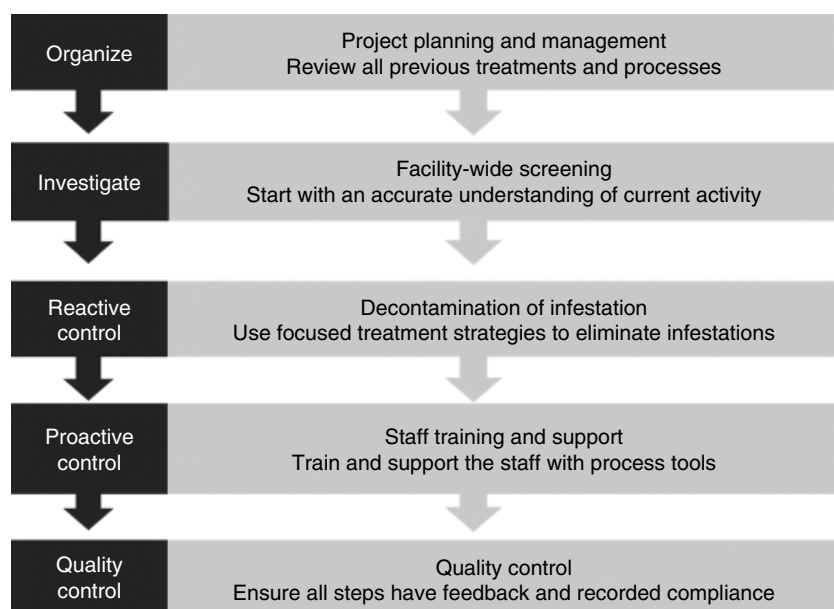 Organize
Project planning and management
Review all previous treatments and processes
Investigate
Facility-wide screening
Start with an accurate understanding of current activity
Reactive
control
Decontamination of infestation
Use focused treatment strategies to eliminate infestations
Proactive
control
Staff training and support
Train and support the staff with process tools
Quality
control
Quality control
Ensure all steps have feedback and recorded compliance